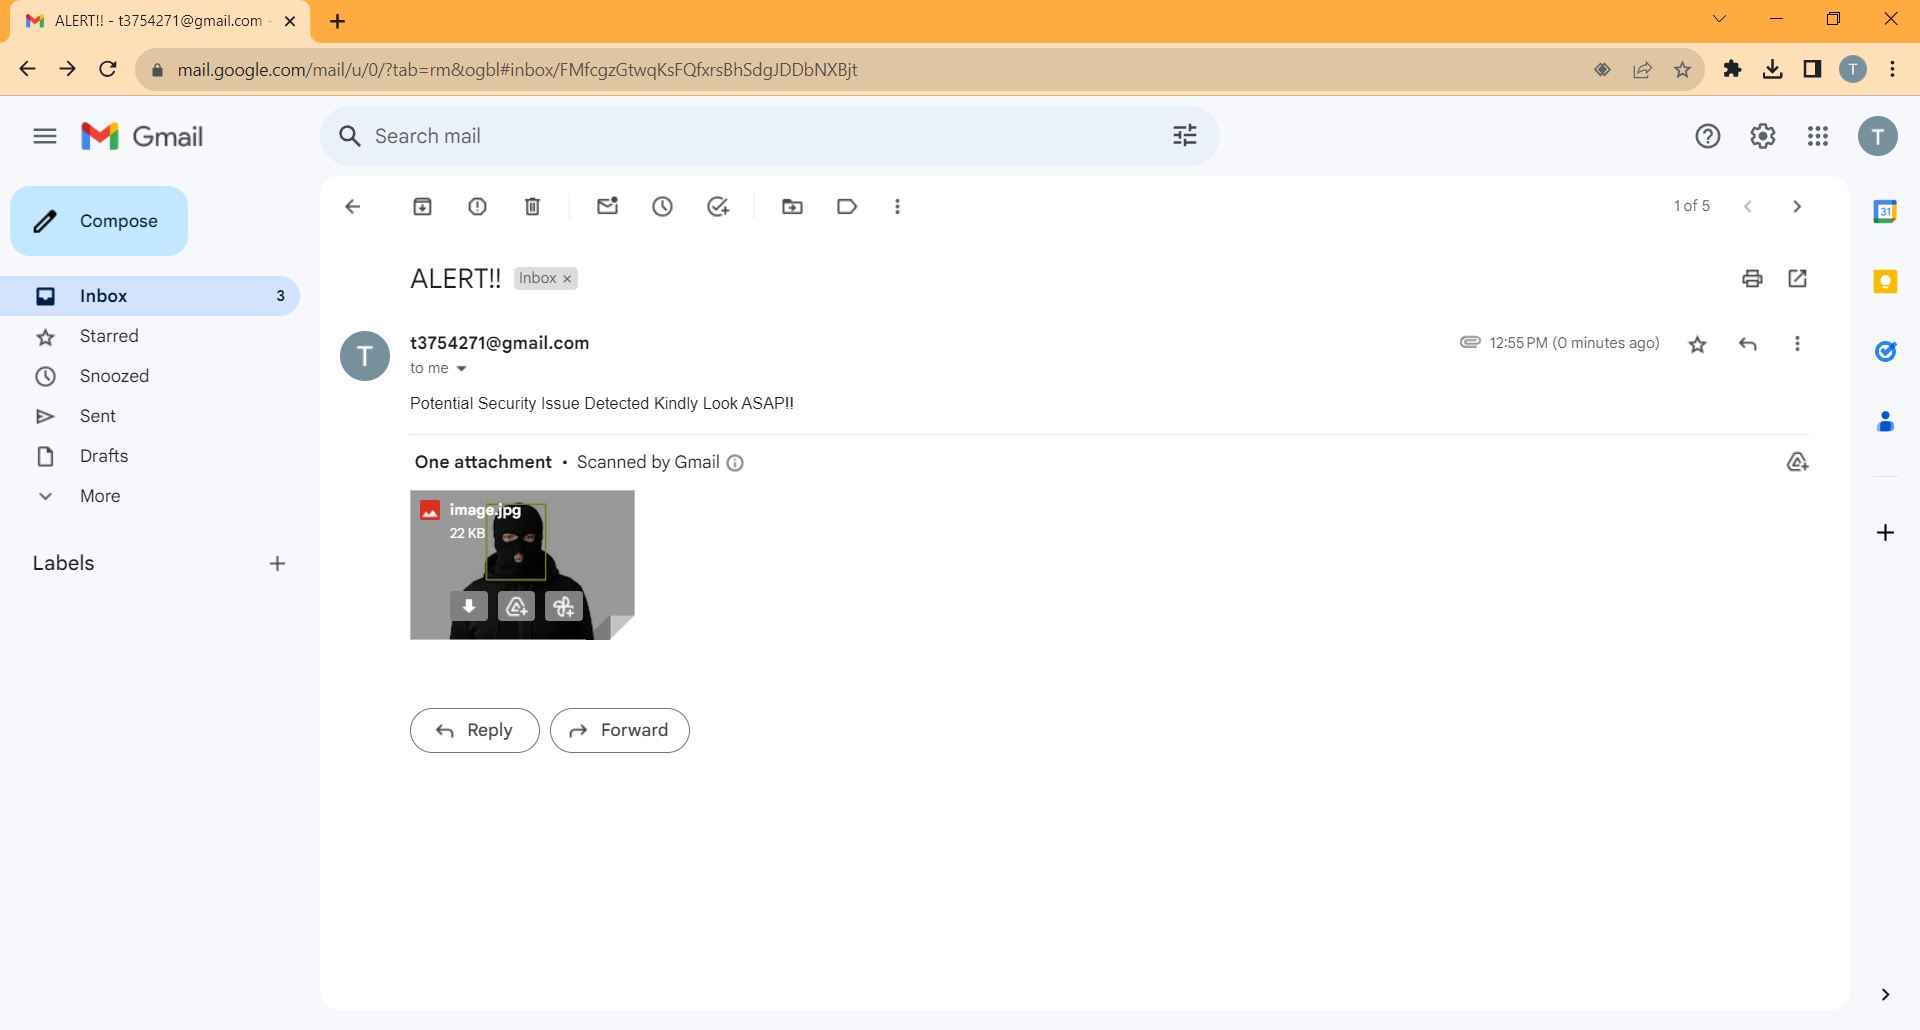 ALERT!! - t3754271@gmail.com -
mail.google.com/mail/u/0/?tab=rm&ogbl#inbox/FMfcgzGtwqKsFQfxrsBhSdgJDDbNXBjt
T
Gmail
Search mail
T
Compose
1 of 5
31
ALERT!!
Inbox ×
Inbox 3
Starred
Snoozed
Sent
Drafts
More
Labels
T
t3754271@gmail.com
12:55 PM (0 minutes ago)
to me
Potential Security Issue Detected Kindly Look ASAP!!
One attachment • Scanned by Gmail
image.jpg
22 KB
Reply
Forward